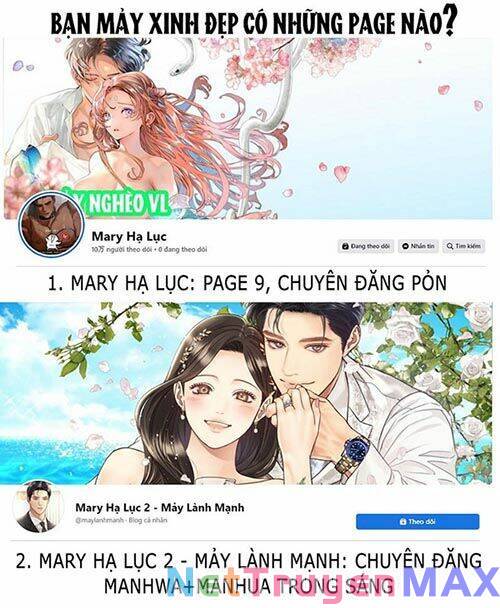 BẠN MÂY XINH ĐẸP CÓ NHỮNG PAGE NÀO?
NGHÈO VL
Mary Hạ Lục
10万 người theo dõi • 0 đang theo dõi
Đang theo dõi
Nhắn tin
Tìm kiếm
1. MARY HẠ LỤC: PAGE 9, CHUYÊN ĐĂNG PỎN
Mary Hạ Lục 2 - Mảy Lành Mạnh
@maylanhmanh · Blog cá nhân
Theo dõi
2. MARY HẠ LỤC 2 - MẢY LÀNH MẠNH: CHUYÊN ĐĂNG
MANHWA+MANHUA TRONG SÁNG
NetTruyenMAX